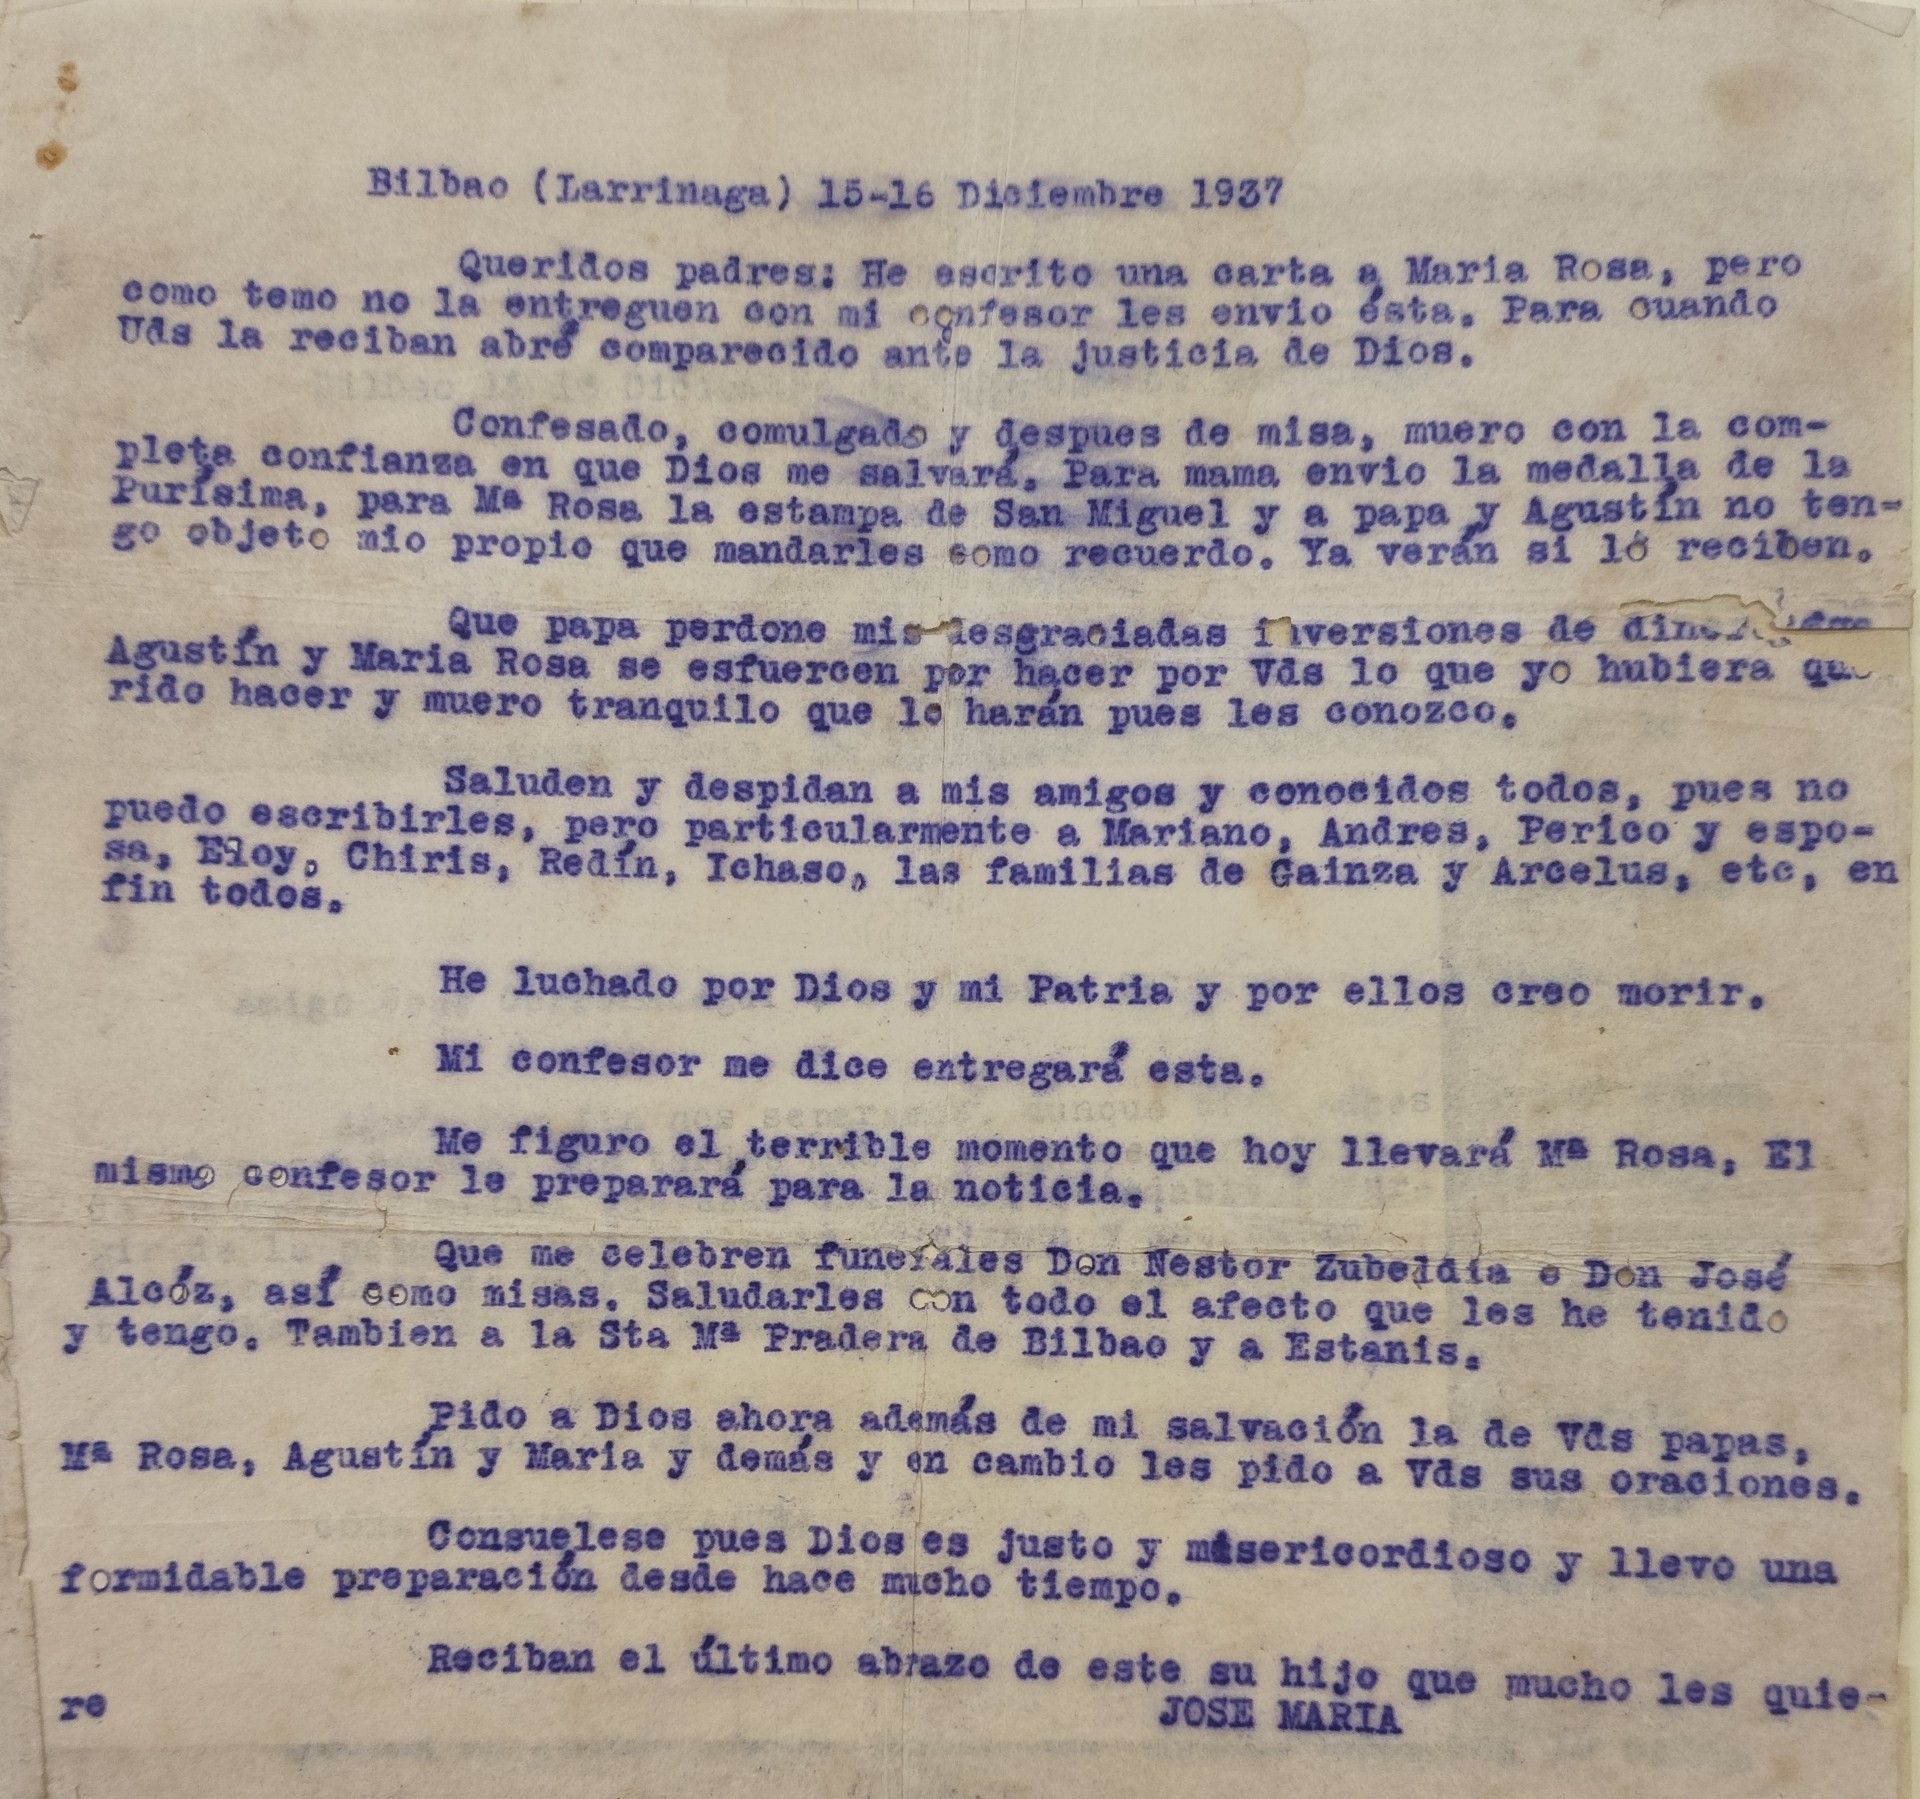 Bilbao (Larrinaga) 15-16 Diciembre 1937
Queridos padres: He escrito una carta a Maria Rosa, pero
como temo no la entreguen con mi confesor les envio ésta. Para cuando
Uds la reciban abré comparecido ante la justicia de Dios.
Confesado, comulgado y despues de misa, muero con la com-
pleta confianza en que Dios me salvará. Para mama envio la medalla de la
Purísima, para Mª Rosa la estampa de San Miguel y a papa y Agustín no ten-
go objeto mio propio que mandarles como recuerdo. Ya verán si lo reciben.
Que papa perdone mis desgraciadas inversiones de
Agustín y Maria Rosa se esfuercen por hacer por Vds lo que yo hubiera que
rido hacer y muero tranquilo que lo harán pues les conozco.
Saluden y despidan a mis amigos y conocidos todos, pues no
puedo escribirles, pero particularmente a Mariano, Andres, Perico y espo-
sa, Eloy, Chiris, Redín, Ichaso, las familias de Gainza y Arcelus, etc, en
fin todos.
He luchado por Dios y mi Patria y por ellos creo morir.
Mi confesor me dice entregará esta.
Me figuro el terrible momento que hoy llevará Mª Rosa, El
mismo confesor le preparará para la noticia.
Que me celebren funerales Don Nestor Zubeldía e Don José
Alcóz, así como misas. Saludarles con todo el afecto que les he tenido
y tengo. Tambien a la Sta Mª Pradera de Bilbao y a Estanis.
Pido a Dios ahora además de mi salvación la de Vds papas,
Mª Rosa, Agustín y Maria y demás y en cambio les pido a Vds sus oraciones.
Consuelese pues Dios es justo y misericordioso y llevo una
formidable preparación desde hace mucho tiempo.
Reciban el último abrazo de este su hijo que mucho les quie-
re
JOSE MARIA